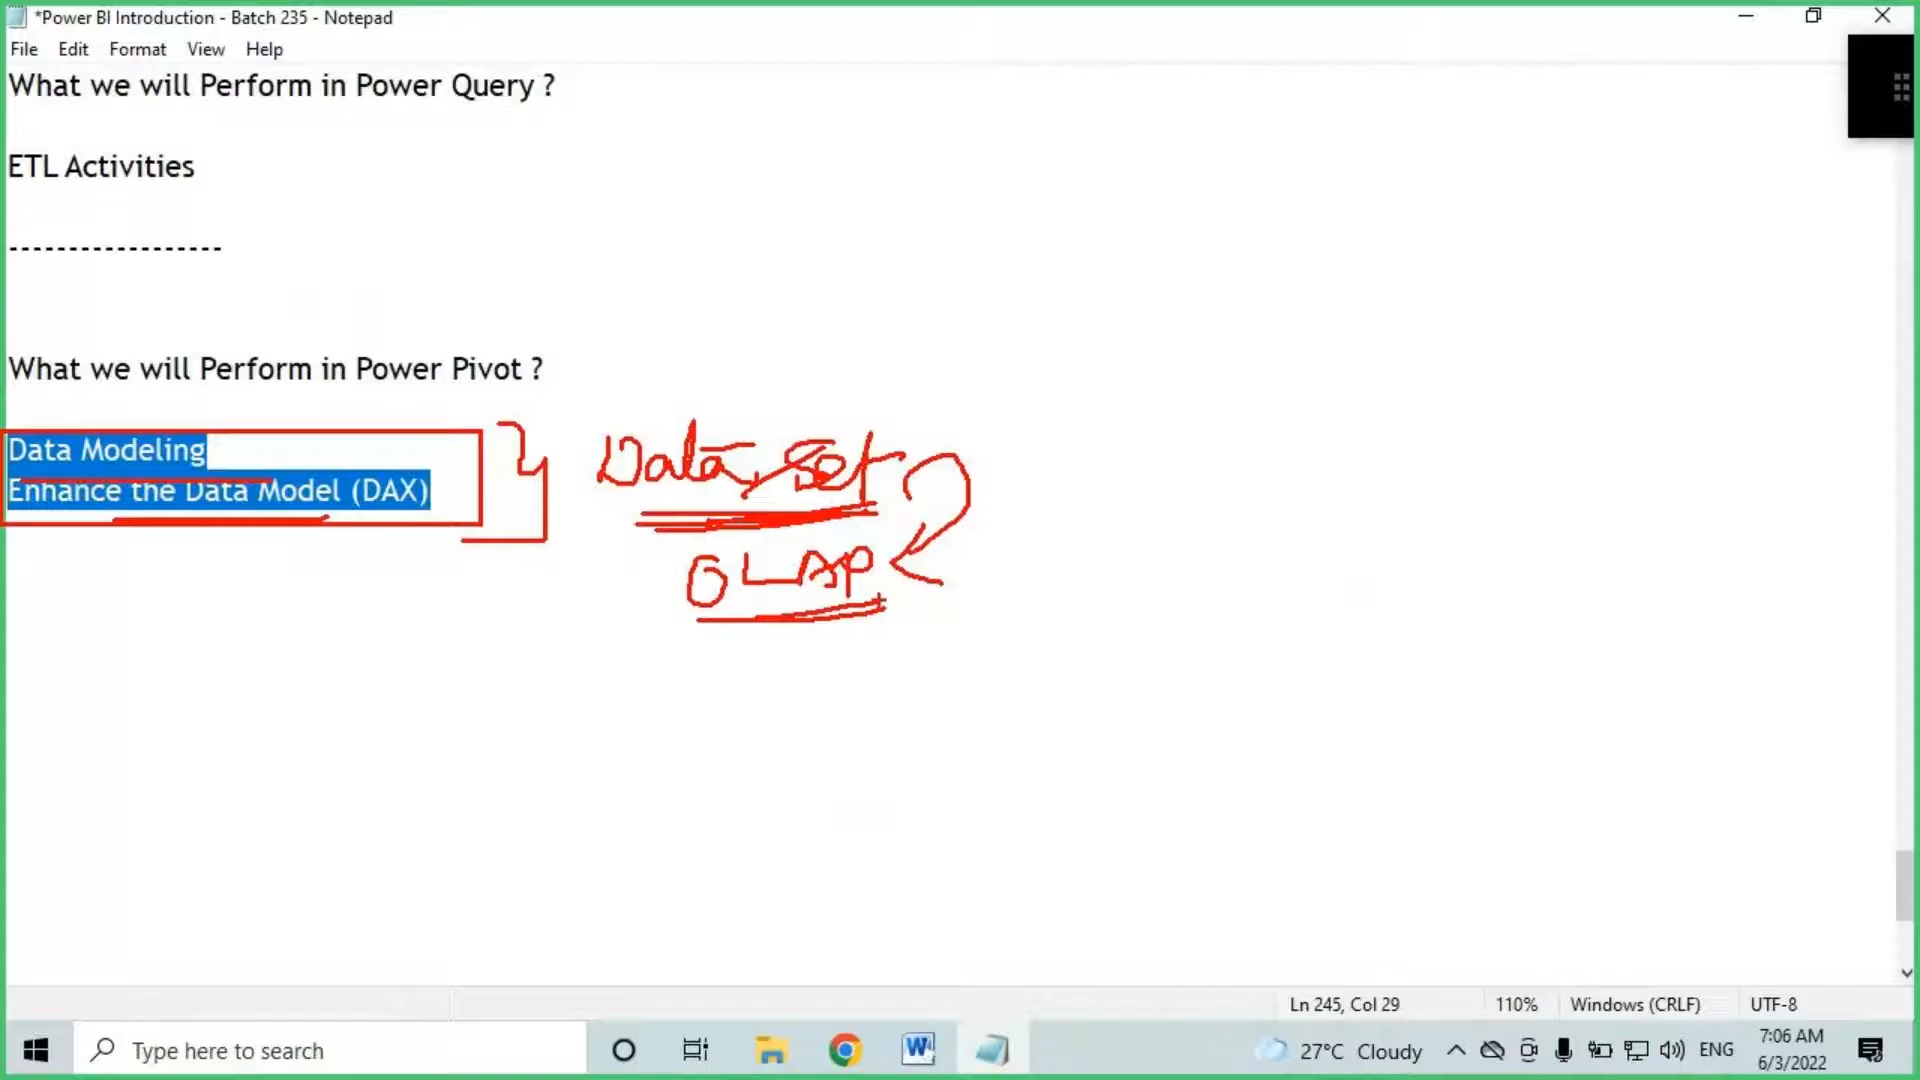 *Power BI Introduction - Batch 235 - Notepad
File Edit Format View Help
What we will Perform in Power Query ?
ETL Activities
------------------
What we will Perform in Power Pivot ?
Data Modeling
Enhance the Data Model (DAX)
Data Set
OLAP
Ln 245, Col 29 110% Windows (CRLF) UTF-8
Type here to search
27°C Cloudy ENG 7:06 AM
6/3/2022